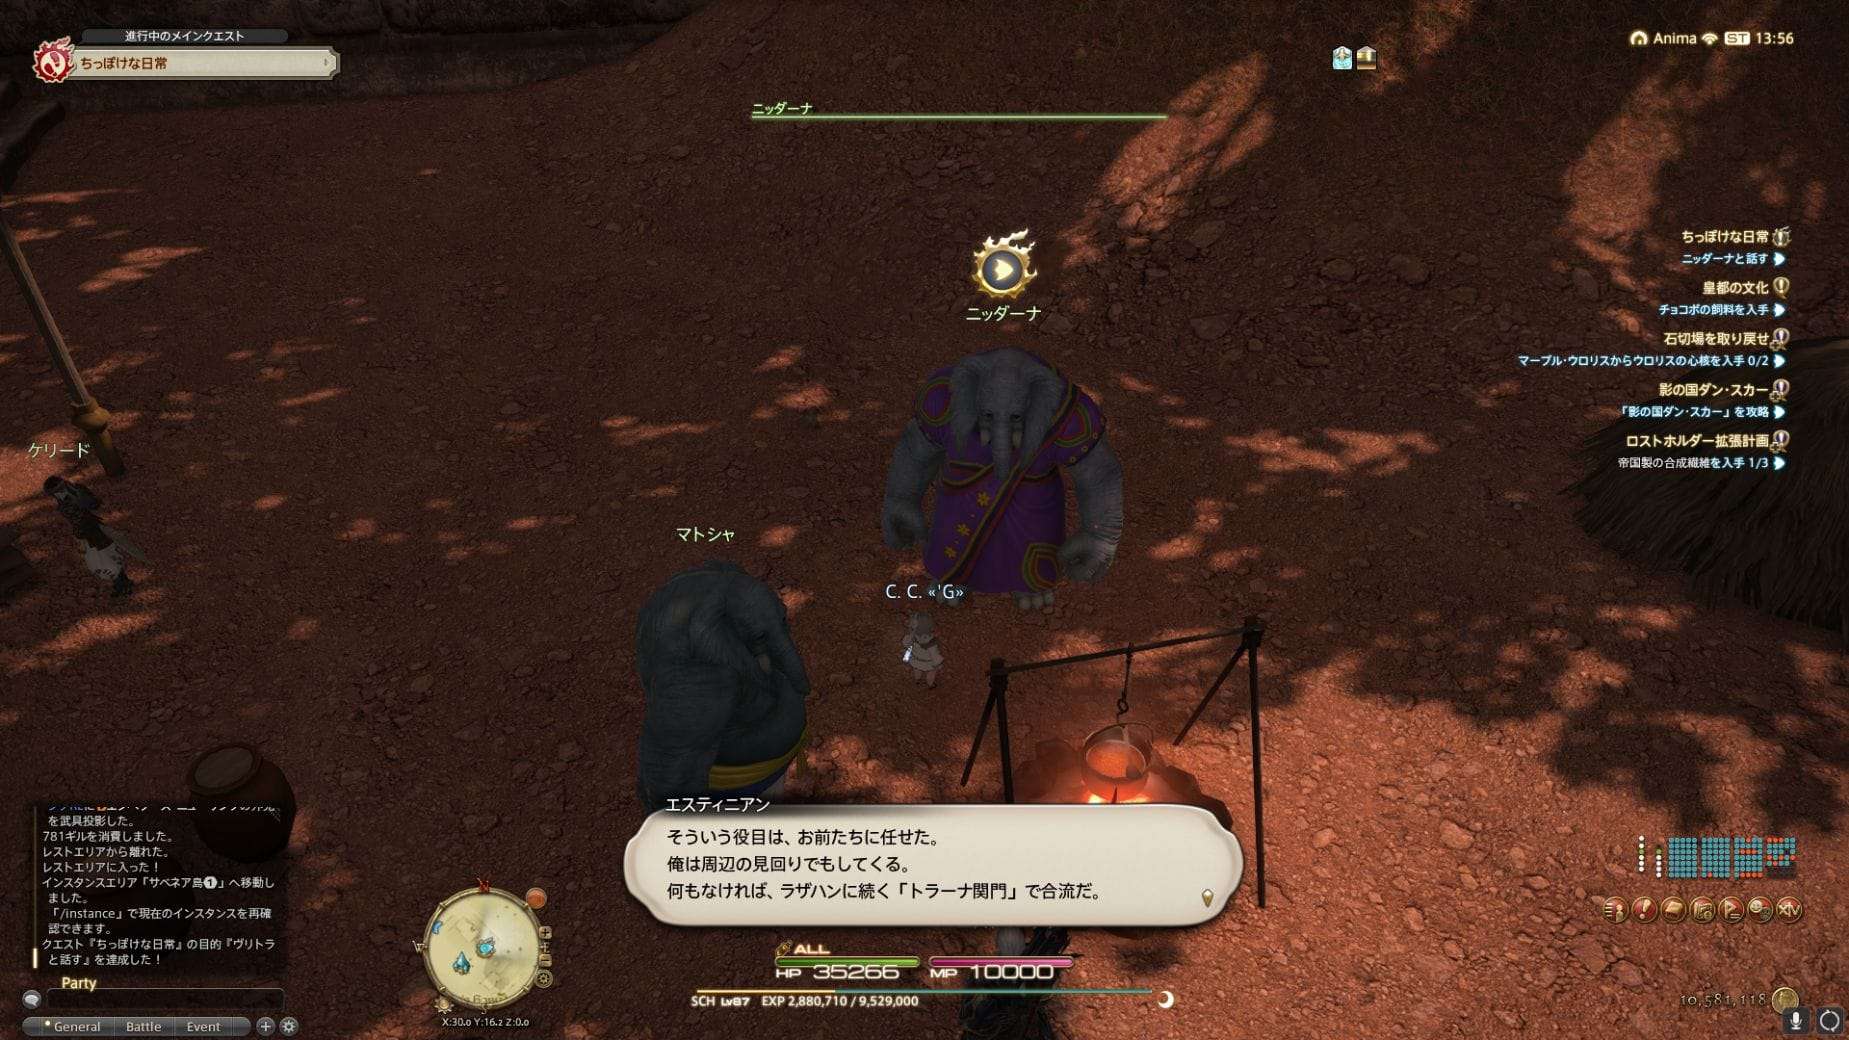 進行中のメインクエスト
ちっぽけな日常
Anima ST 13:56
ニッダーナ
ニッダーナ
ちっぽけな日常
ニッダーナと話す
皇都の文化
チョコボの飼料を入手
石切場を取り戻せ
マーブル・ウロリスからウロリスの心核を入手 0/2
影の国ダン・スカー
「影の国ダン・スカー」を攻略
ロストホルダー拡張計画
帝国製の合成繊維を入手 1/3
ケリード
マトシャ
C. C. «'G»
エスティニアン
そういう役目は、お前たちに任せた。
俺は周辺の見回りでもしてくる。
何もなければ、ラザハンに続く「トラーナ関門」で合流だ。
を武具投影した。
781ギルを消費しました。
レストエリアから離れた。
レストエリアに入った！
インスタンスエリア「サベネア島1」へ移動し
ました。
「/instance」で現在のインスタンスを再確
認できます。
クエスト『ちっぽけな日常』の目的『ヴリトラ
と話す』を達成した！
Party
General Battle Event
N
W
X:30.0 Y:16.2 Z:0.0
ALL
HP 35266 MP 10000
SCH Lv87 EXP 2,880,710 / 9,529,000
XIV
10,581,118